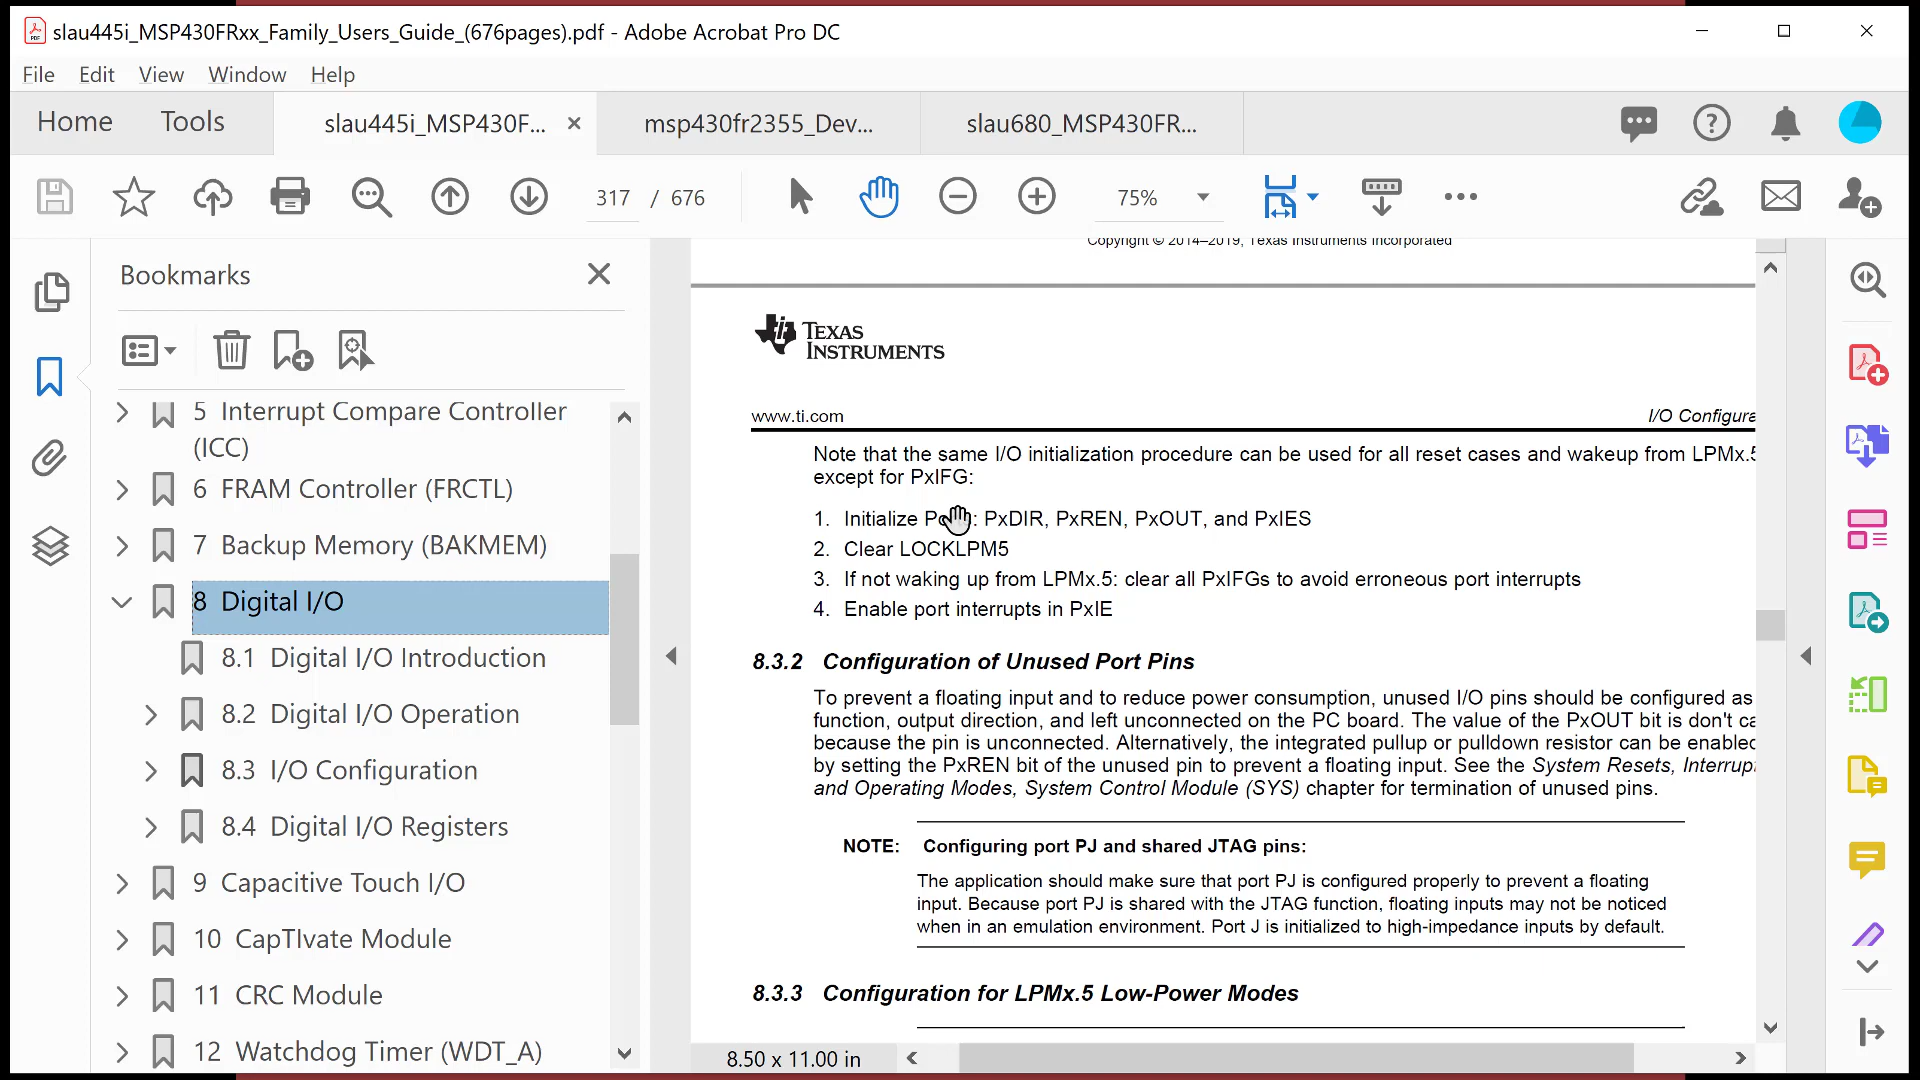 slau445i_MSP430FRxx_Family_Users_Guide_(676pages).pdf - Adobe Acrobat Pro DC
File Edit View Window Help
Home Tools slau445i_MSP430F... msp430fr2355_Dev... slau680_MSP430FR...
317 / 676 75%
Bookmarks
5 Interrupt Compare Controller
(ICC)
6 FRAM Controller (FRCTL)
7 Backup Memory (BAKMEM)
8 Digital I/O
8.1 Digital I/O Introduction
8.2 Digital I/O Operation
8.3 I/O Configuration
8.4 Digital I/O Registers
9 Capacitive Touch I/O
10 CapTIvate Module
11 CRC Module
12 Watchdog Timer (WDT_A)
Copyright © 2014–2019, Texas Instruments Incorporated
TEXAS
INSTRUMENTS
www.ti.com I/O Configura
Note that the same I/O initialization procedure can be used for all reset cases and wakeup from LPMx.5
except for PxIFG:
1. Initialize : PxDIR, PxREN, PxOUT, and PxIES
2. Clear LOCKLPM5
3. If not waking up from LPMx.5: clear all PxIFGs to avoid erroneous port interrupts
4. Enable port interrupts in PxIE
8.3.2 Configuration of Unused Port Pins
To prevent a floating input and to reduce power consumption, unused I/O pins should be configured as
function, output direction, and left unconnected on the PC board. The value of the PxOUT bit is don't ca
because the pin is unconnected. Alternatively, the integrated pullup or pulldown resistor can be enabled
by setting the PxREN bit of the unused pin to prevent a floating input. See the System Resets, Interrup
and Operating Modes, System Control Module (SYS) chapter for termination of unused pins.
NOTE: Configuring port PJ and shared JTAG pins:
The application should make sure that port PJ is configured properly to prevent a floating
input. Because port PJ is shared with the JTAG function, floating inputs may not be noticed
when in an emulation environment. Port J is initialized to high-impedance inputs by default.
8.3.3 Configuration for LPMx.5 Low-Power Modes
8.50 x 11.00 in